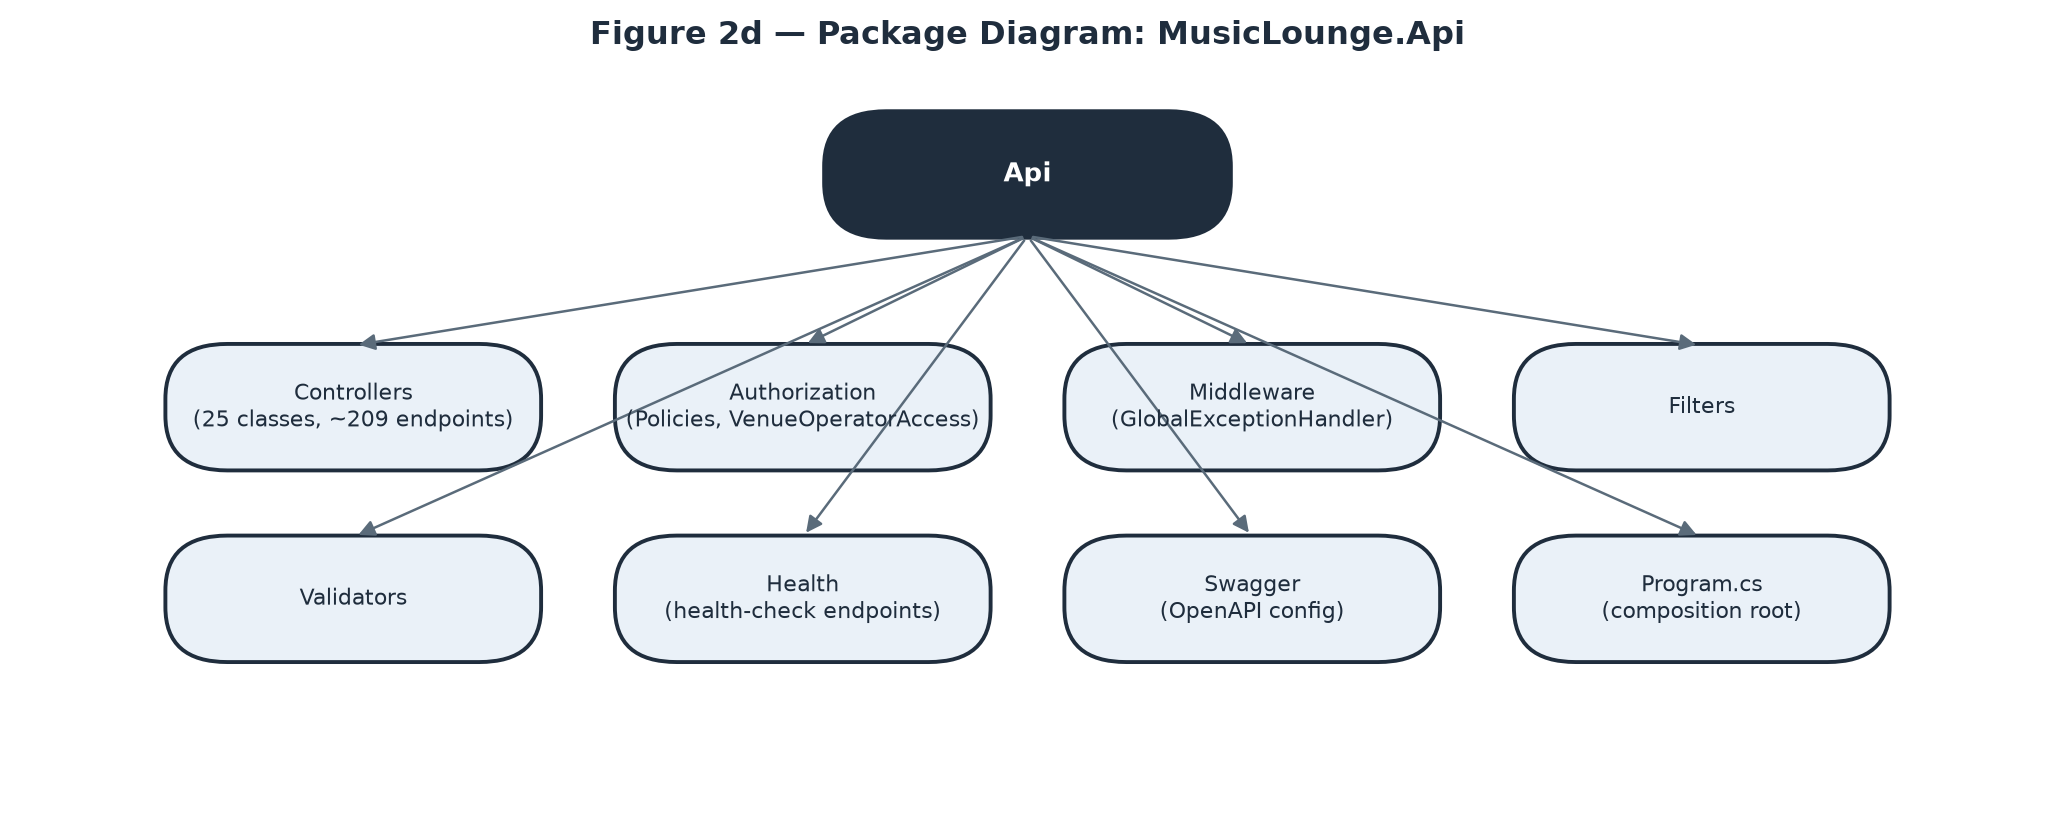 Figure 2d — Package Diagram: MusicLounge.Api
Api
Controllers
(25 classes, ~209 endpoints)
Authorization
(Policies, VenueOperatorAccess)
Middleware
(GlobalExceptionHandler)
Filters
Validators
Health
(health-check endpoints)
Swagger
(OpenAPI config)
Program.cs
(composition root)